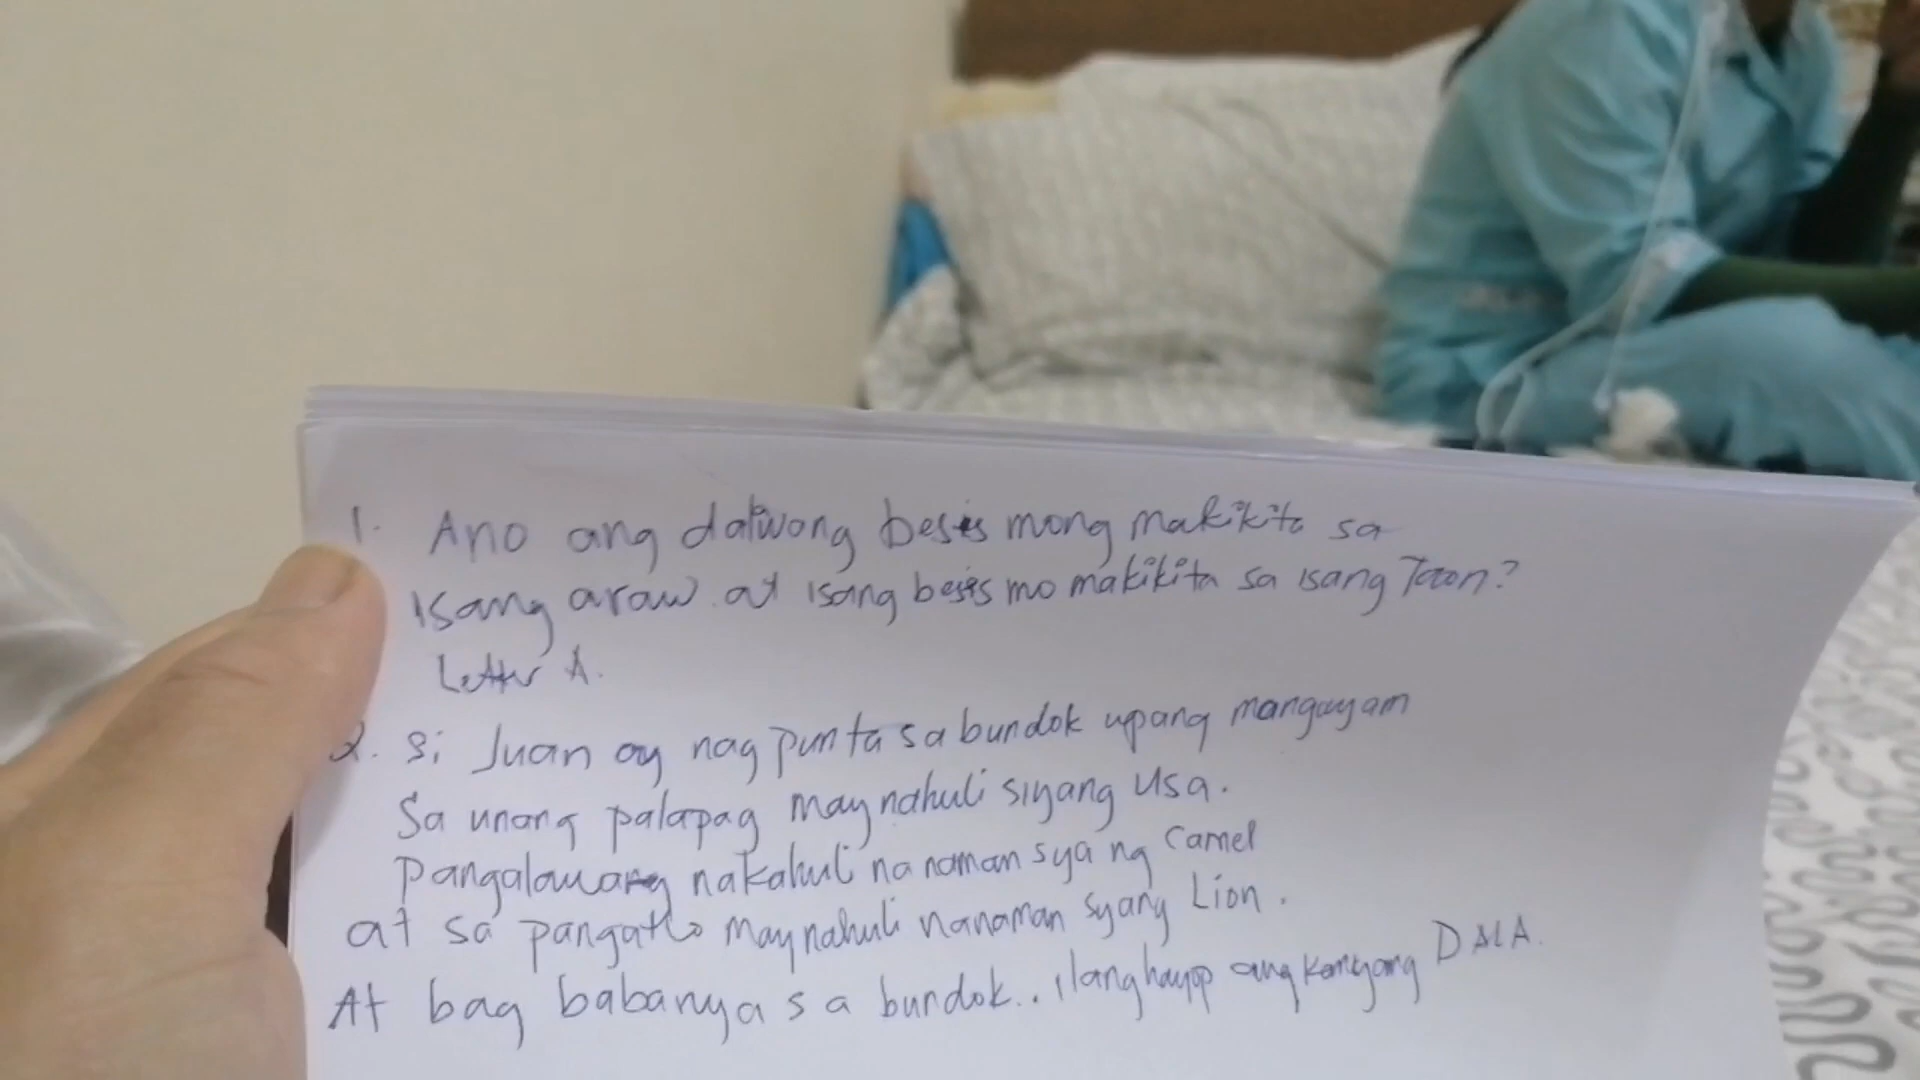 1. Ano ang dalwong beses mong makikita sa
isang araw at isang beses mo makikita sa isang Taon?
Letter A.
2. Si Juan ay nag punta sa bundok upang mangayam
Sa unang palapag may nahuli siyang Usa.
Pangalawang nakahuli na naman sya ng Camel
at sa pangatlo may nahuli nanaman syang Lion.
At bag babanya sa bundok.. ilang hayop ang kanyang DALA.